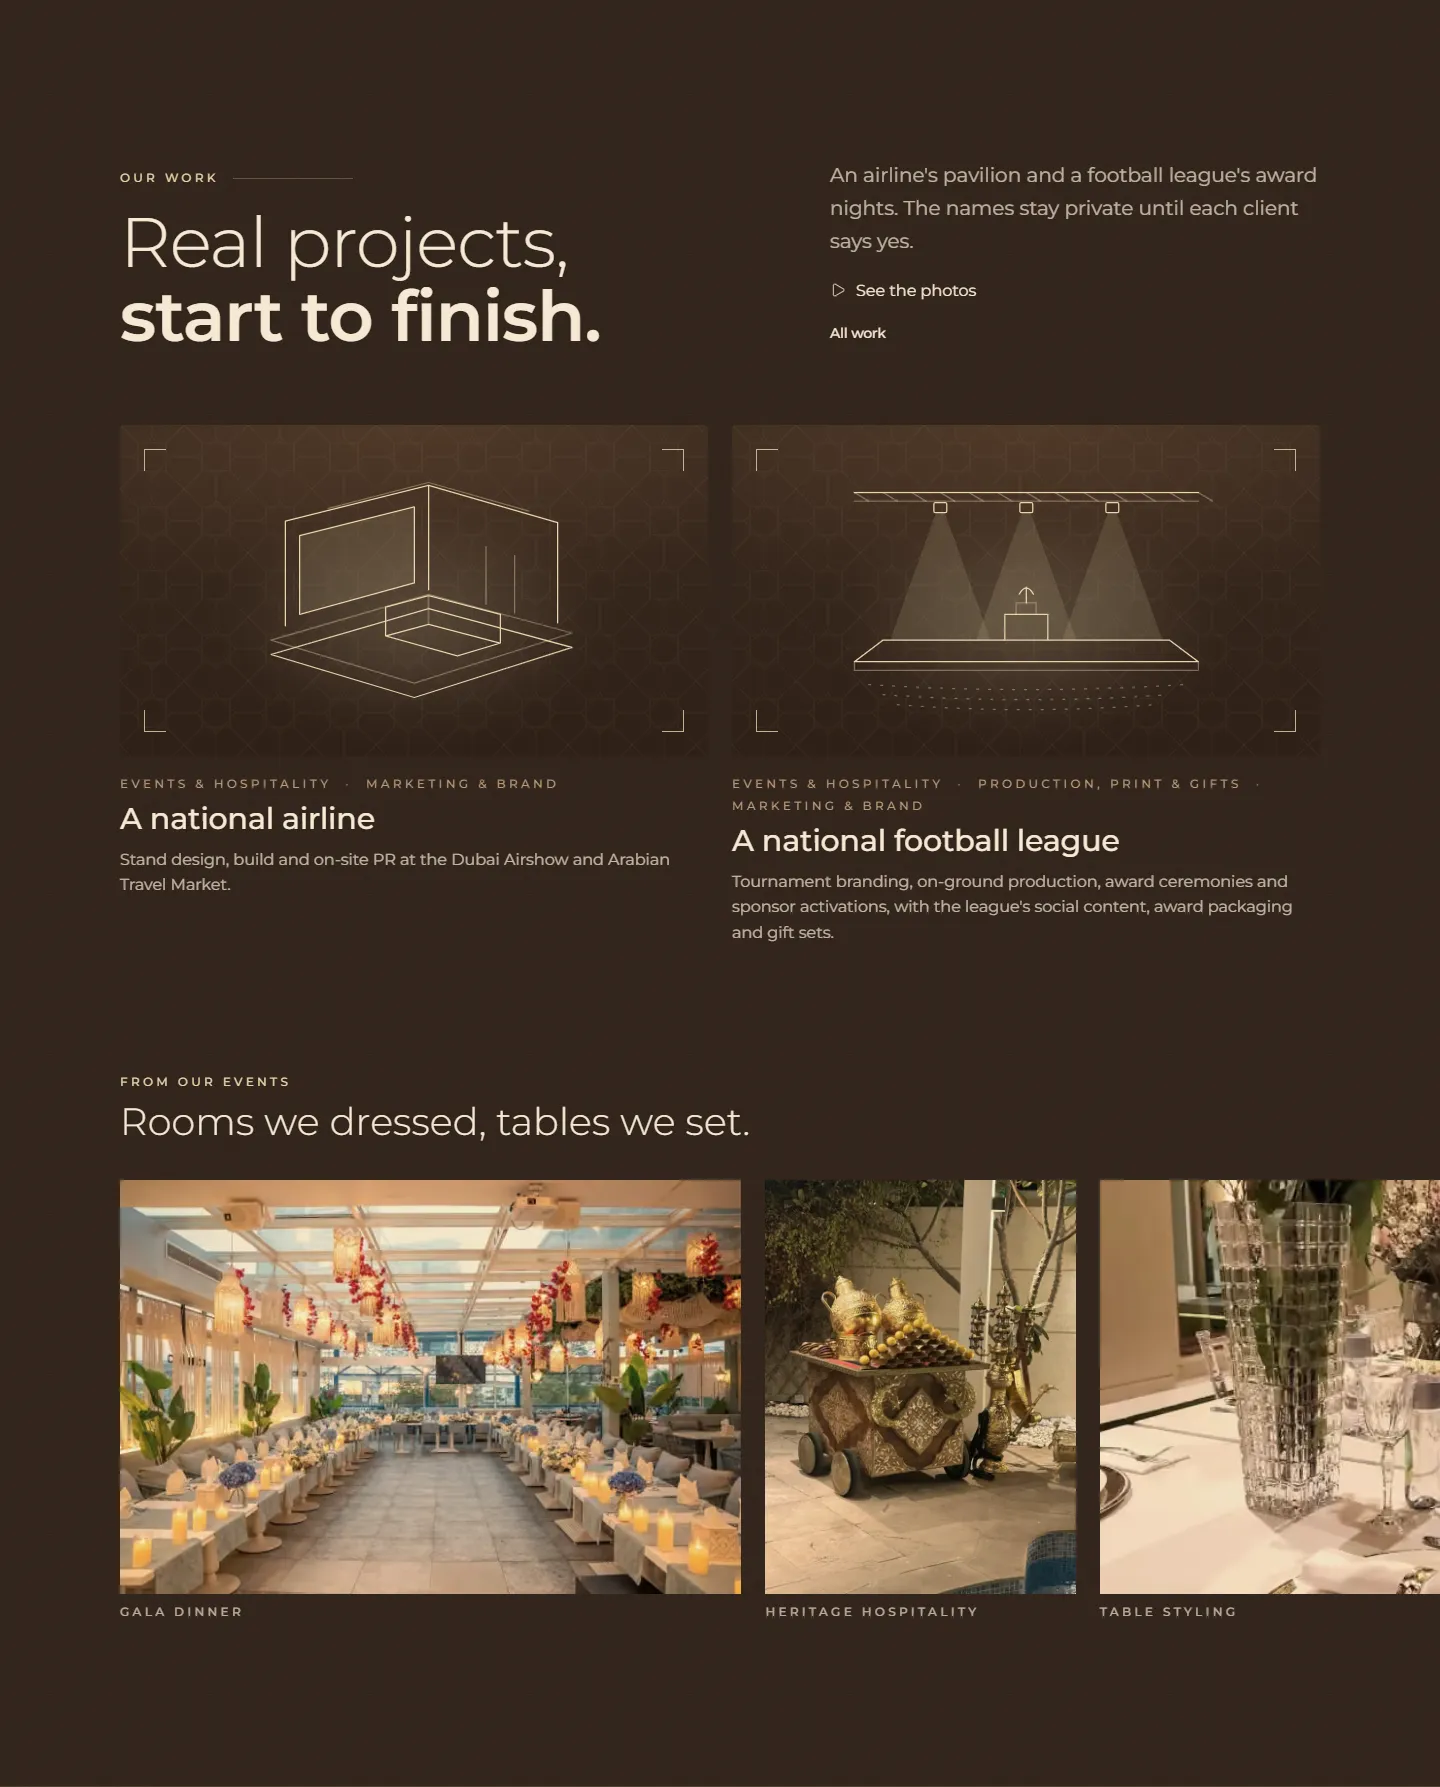 OUR WORK
Real projects,
start to finish.
An airline's pavilion and a football league's award
nights. The names stay private until each client
says yes.
See the photos
All work
EVENTS & HOSPITALITY · MARKETING & BRAND
A national airline
Stand design, build and on-site PR at the Dubai Airshow and Arabian
Travel Market.
EVENTS & HOSPITALITY · PRODUCTION, PRINT & GIFTS ·
MARKETING & BRAND
A national football league
Tournament branding, on-ground production, award ceremonies and
sponsor activations, with the league's social content, award packaging
and gift sets.
FROM OUR EVENTS
Rooms we dressed, tables we set.
GALA DINNER
HERITAGE HOSPITALITY
TABLE STYLING